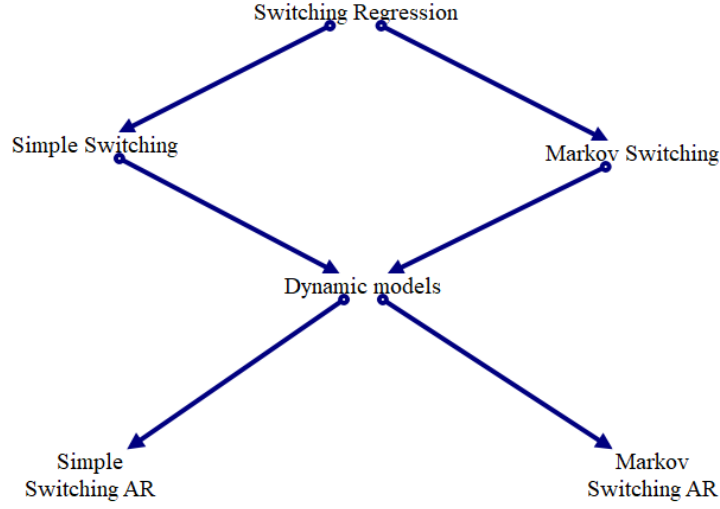 Switching Regression
Simple Switching
Markov Switching
Dynamic models
Simple
Switching AR
Markov
Switching AR